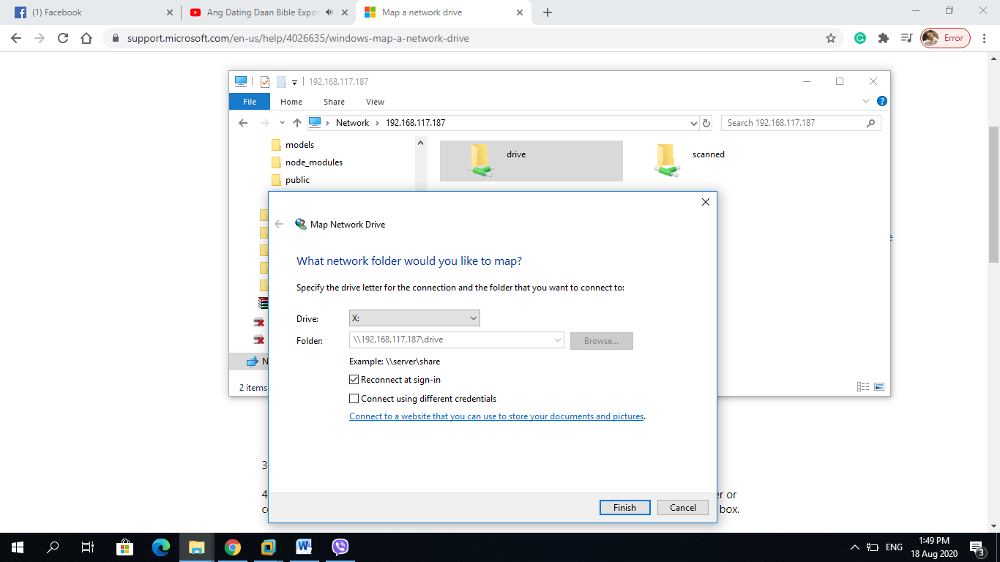 (1) Facebook
Ang Dating Daan Bible Expos
Map a network drive
support.microsoft.com/en-us/help/4026635/windows-map-a-network-drive
Error
192.168.117.187
File Home Share View
Network 192.168.117.187
Search 192.168.117.187
models
node_modules
public
drive
scanned
Map Network Drive
What network folder would you like to map?
Specify the drive letter for the connection and the folder that you want to connect to:
Drive: X:
Folder: \\192.168.117.187\drive Browse...
Example: \\server\share
N
Reconnect at sign-in
2 items
Connect using different credentials
Connect to a website that you can use to store your documents and pictures.
3
4 er or
c box.
Finish Cancel
ENG
1:49 PM
18 Aug 2020
3